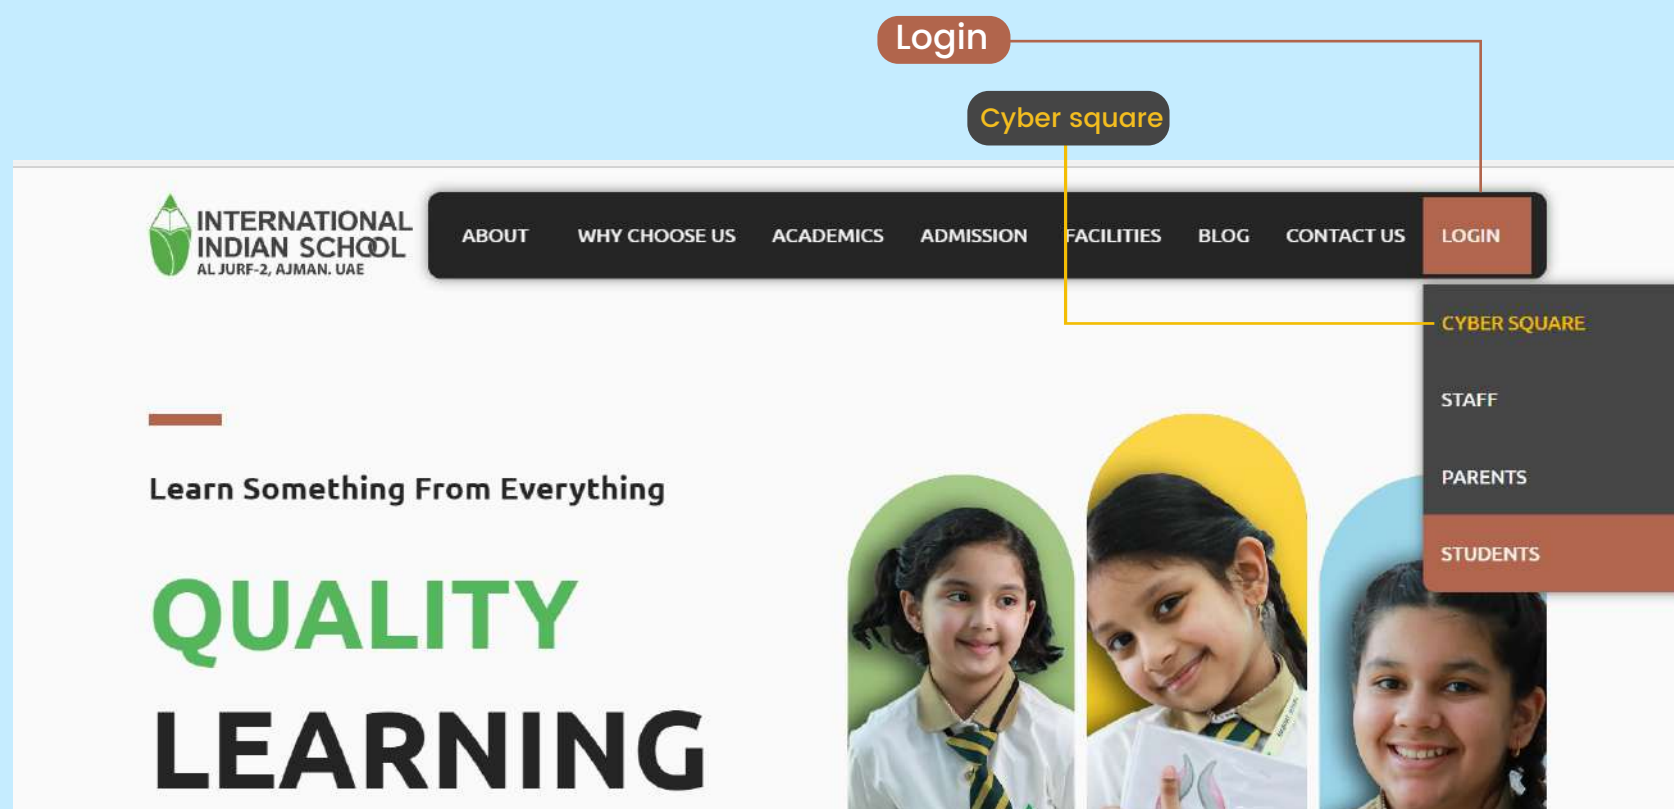 Login
Cyber square
INTERNATIONAL
INDIAN SCHOOL
AL JURF-2, AJMAN. UAE
ABOUT WHY CHOOSE US ACADEMICS ADMISSION FACILITIES BLOG CONTACT US LOGIN
CYBER SQUARE
STAFF
PARENTS
STUDENTS
Learn Something From Everything
QUALITY
LEARNING